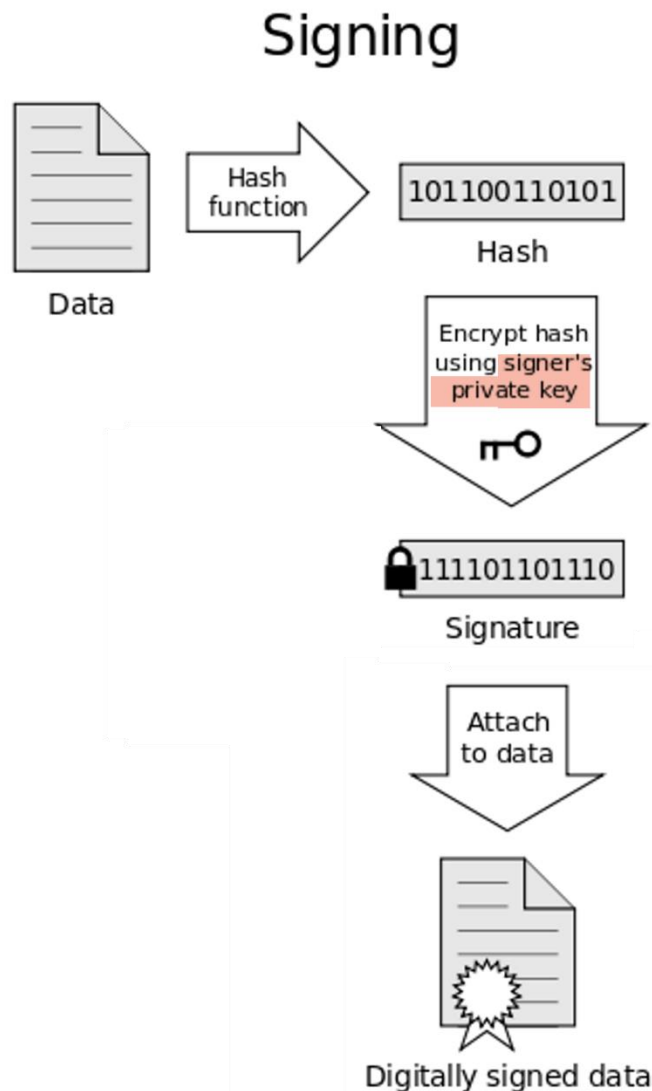 Signing
Hash
function
101100110101
Hash
Data
Encrypt hash
using signer's
private key
111101101110
Signature
Attach
to data
Digitally signed data